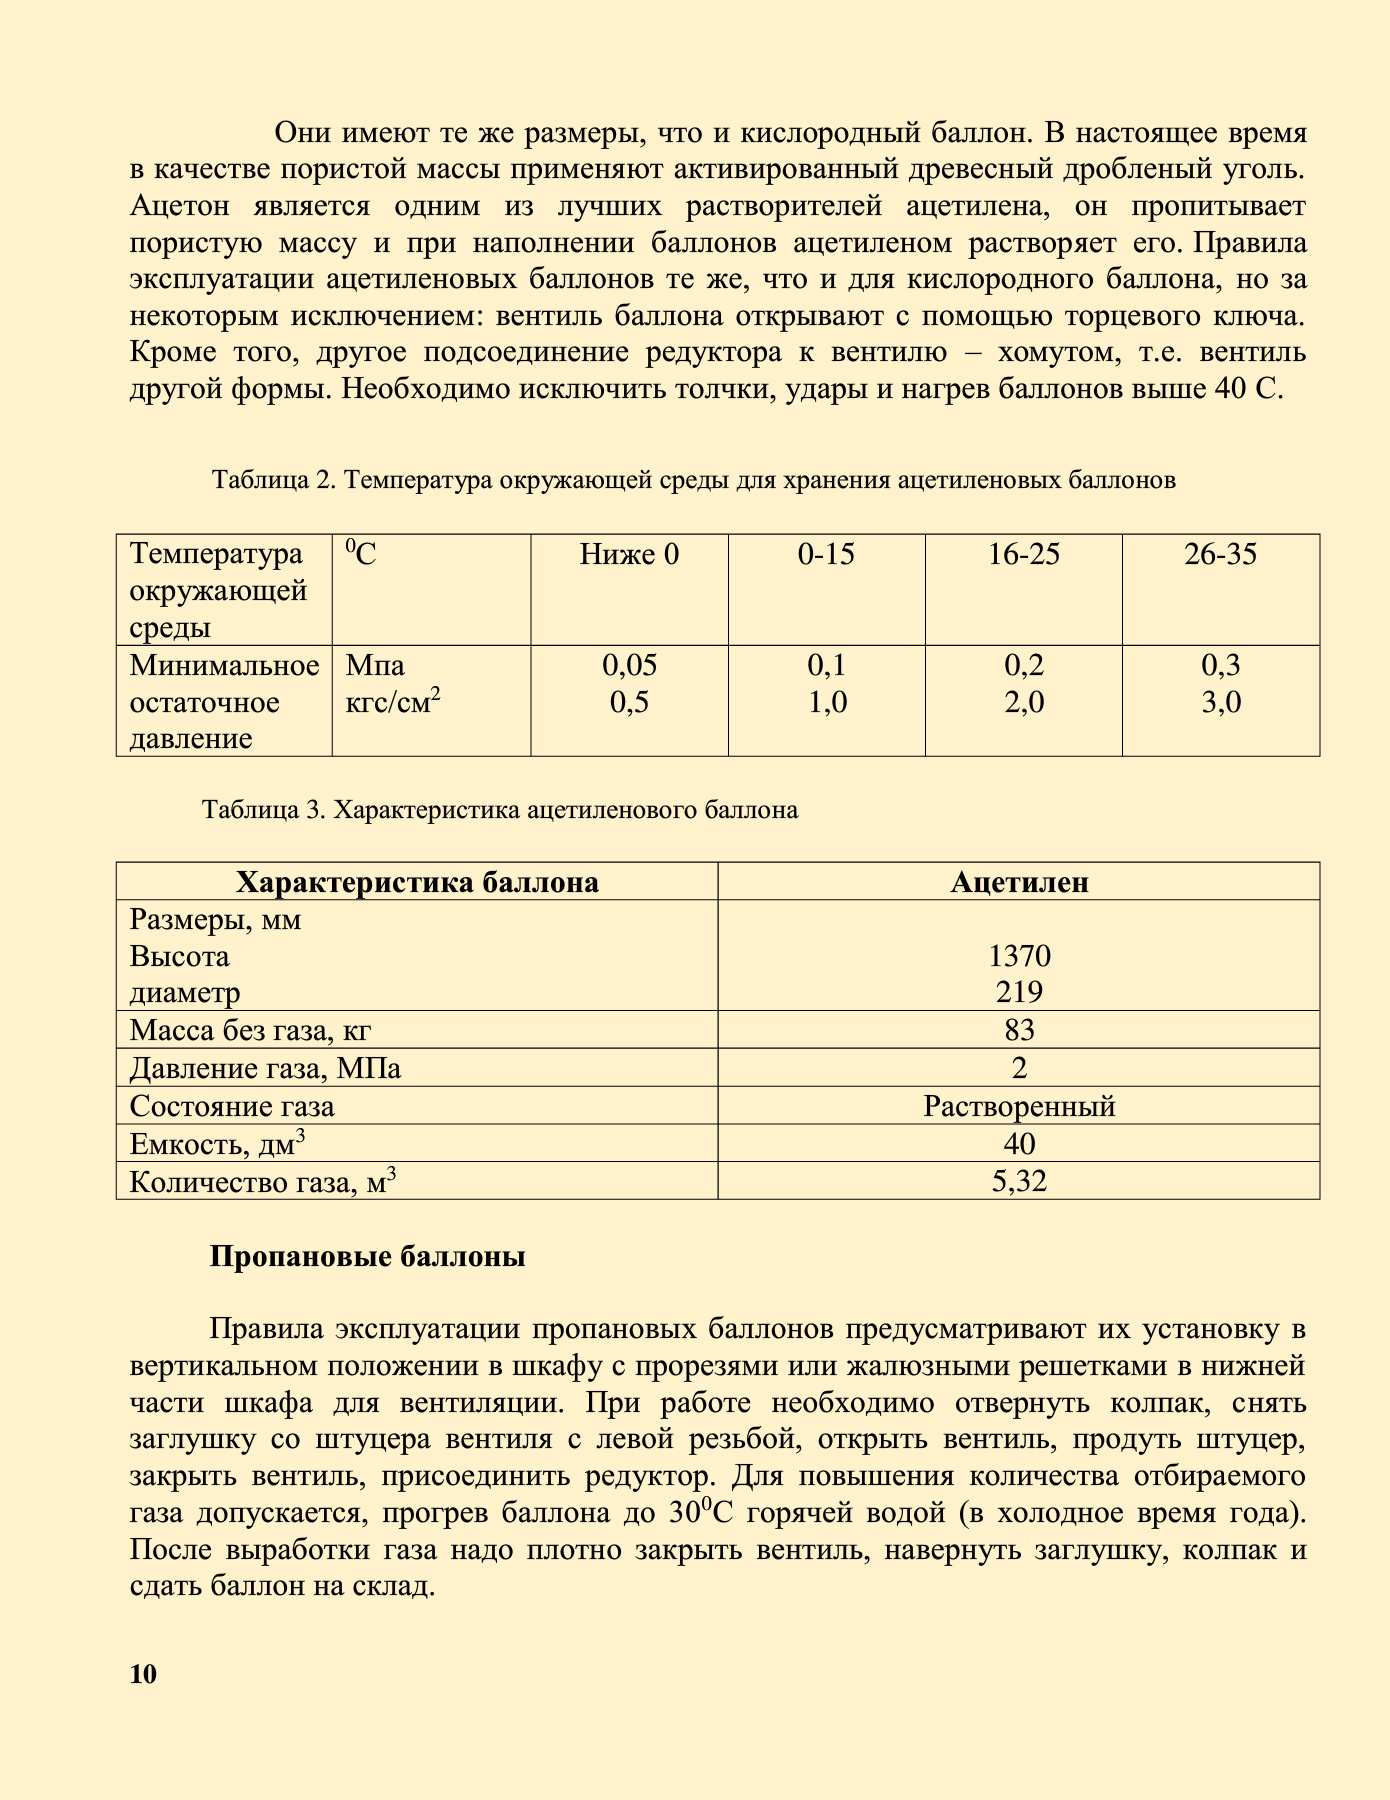 Они имеют те же размеры, что и кислородный баллон. В настоящее время
в качестве пористой массы применяют активированный древесный дробленый уголь.
Ацетон является одним из лучших растворителей ацетилена, он пропитывает
пористую массу и при наполнении баллонов ацетиленом растворяет его. Правила
эксплуатации ацетиленовых баллонов те же, что и для кислородного баллона, но за
некоторым исключением: вентиль баллона открывают с помощью торцевого ключа.
Кроме того, другое подсоединение редуктора к вентилю – хомутом, т.е. вентиль
другой формы. Необходимо исключить толчки, удары и нагрев баллонов выше 40 С.
Таблица 2. Температура окружающей среды для хранения ацетиленовых баллонов
Температура ⁰С Ниже 0 0-15 16-25 26-35
окружающей
среды
Минимальное Мпа 0,05 0,1 0,2 0,3
остаточное кгс/см² 0,5 1,0 2,0 3,0
давление
Таблица 3. Характеристика ацетиленового баллона
Характеристика баллона Ацетилен
Размеры, мм
Высота 1370
диаметр 219
Масса без газа, кг 83
Давление газа, МПа 2
Состояние газа Растворенный
Емкость, дм³ 40
Количество газа, м³ 5,32
Пропановые баллоны
Правила эксплуатации пропановых баллонов предусматривают их установку в
вертикальном положении в шкафу с прорезями или жалюзными решетками в нижней
части шкафа для вентиляции. При работе необходимо отвернуть колпак, снять
заглушку со штуцера вентиля с левой резьбой, открыть вентиль, продуть штуцер,
закрыть вентиль, присоединить редуктор. Для повышения количества отбираемого
газа допускается, прогрев баллона до 30⁰С горячей водой (в холодное время года).
После выработки газа надо плотно закрыть вентиль, навернуть заглушку, колпак и
сдать баллон на склад.
10